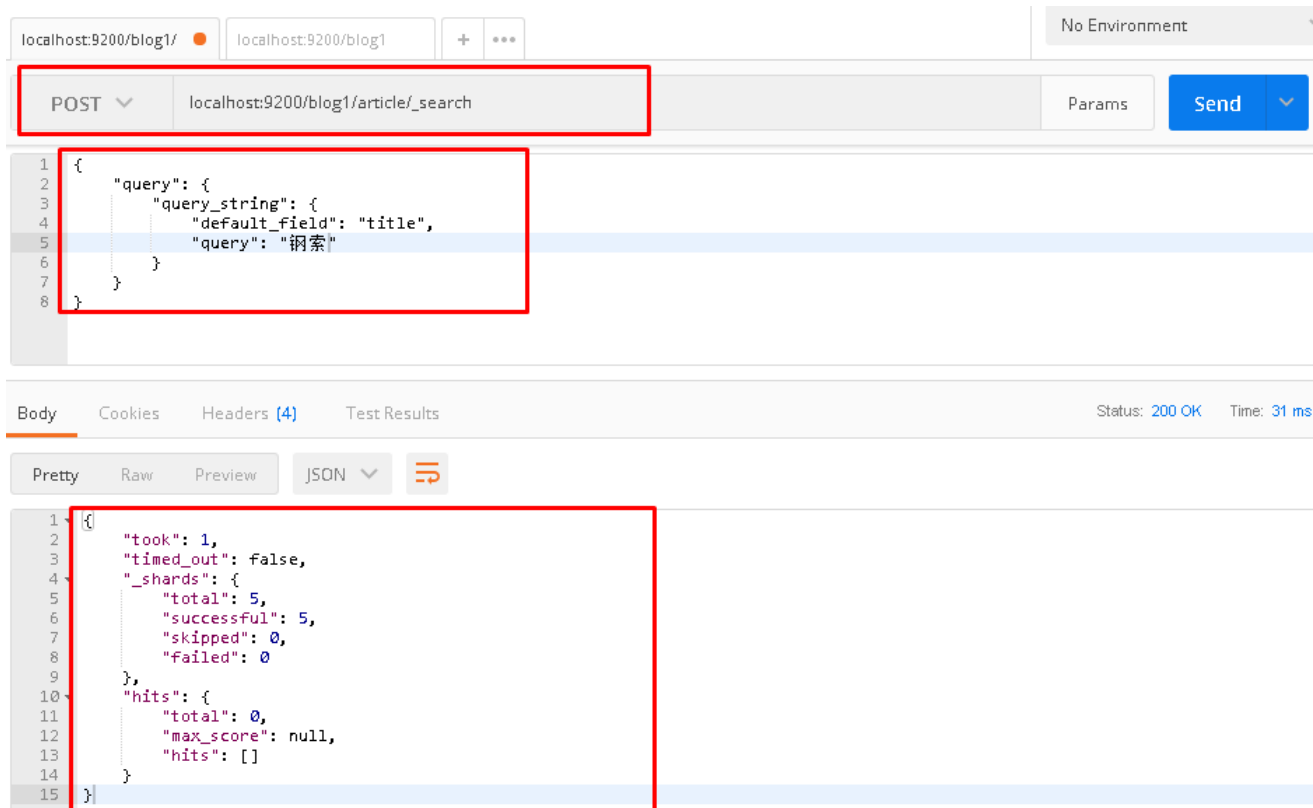 localhost:9200/blog1/ localhost:9200/blog1 + ••• No Environment
POST localhost:9200/blog1/article/_search Params Send
1 {
2 "query": {
3 "query_string": {
4 "default_field": "title",
5 "query": "钢索"
6 }
7 }
8 }
Body Cookies Headers (4) Test Results Status: 200 OK Time: 31 ms
Pretty Raw Preview JSON
1 {
2 "took": 1,
3 "timed_out": false,
4 "_shards": {
5 "total": 5,
6 "successful": 5,
7 "skipped": 0,
8 "failed": 0
9 },
10 "hits": {
11 "total": 0,
12 "max_score": null,
13 "hits": []
14 }
15 }